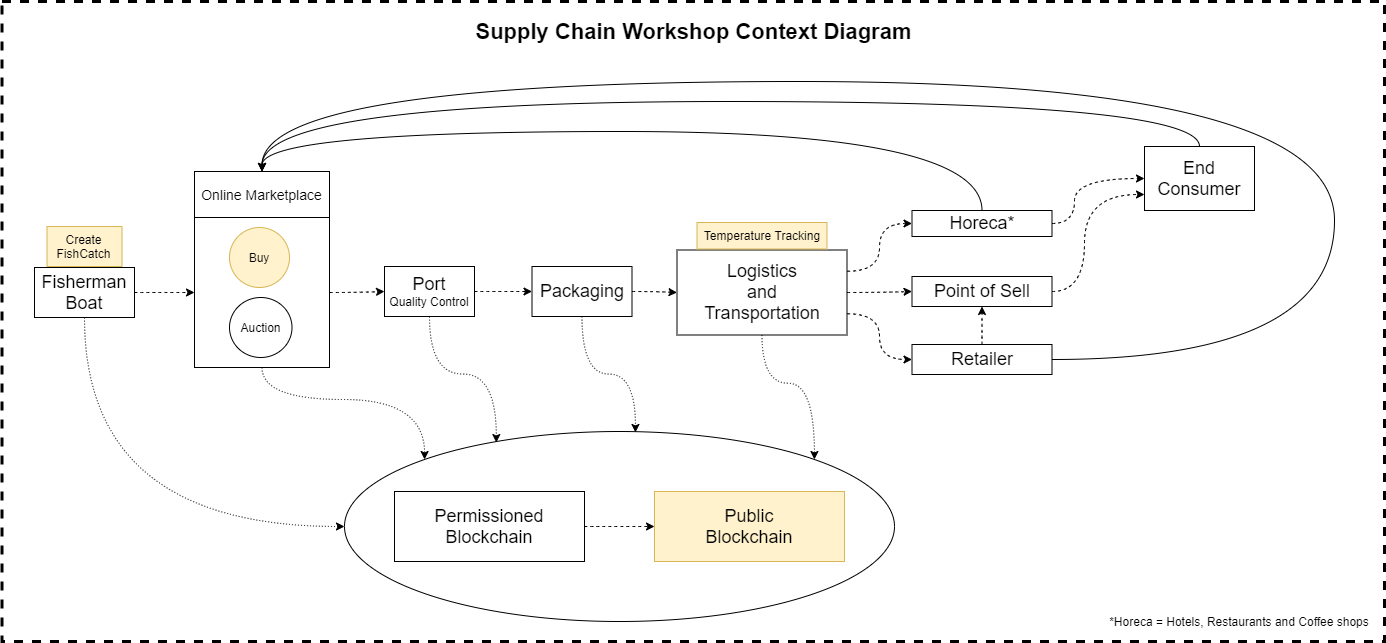 Supply Chain Workshop Context Diagram
End
Consumer
Online Marketplace
Horeca*
Create
FishCatch
Temperature Tracking
Buy
Fisherman
Boat
Port
Quality Control
Packaging
Logistics
and
Transportation
Point of Sell
Auction
Retailer
Permissioned
Blockchain
Public
Blockchain
*Horeca = Hotels, Restaurants and Coffee shops